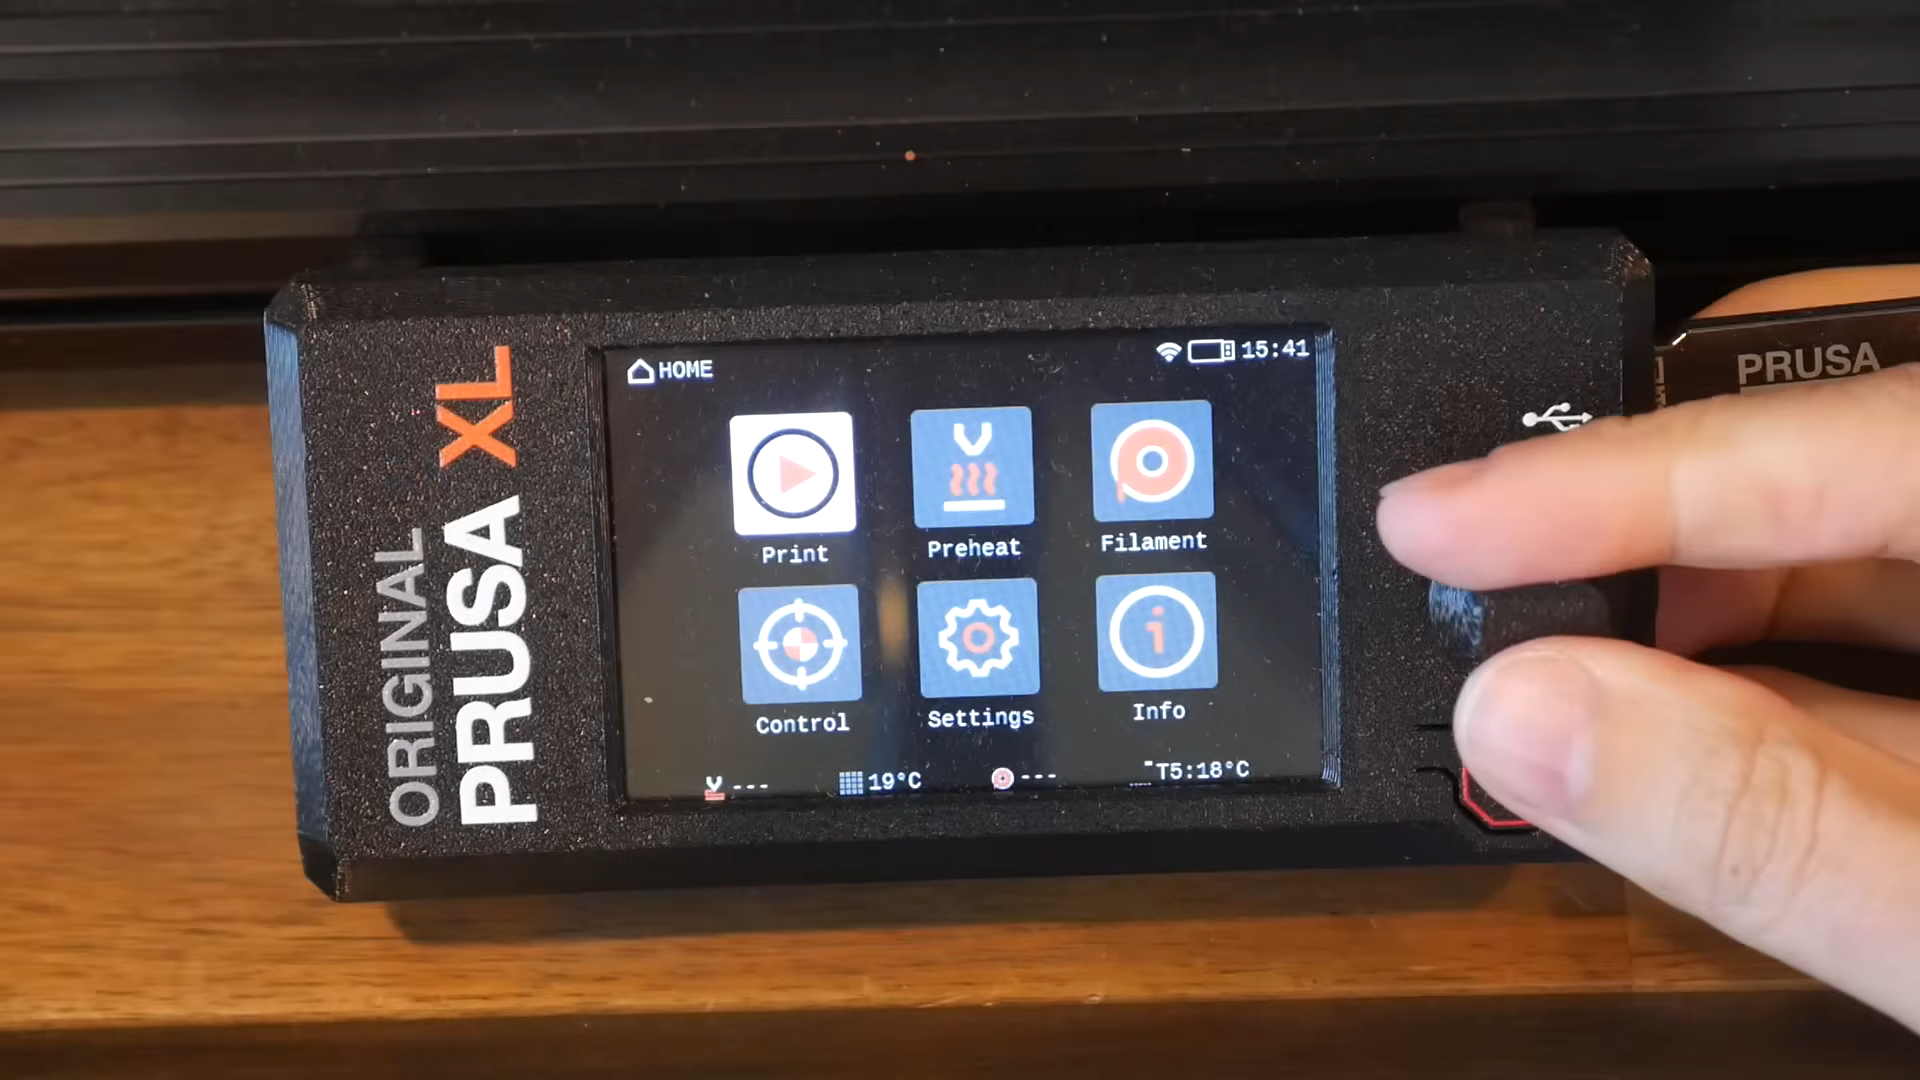 ORIGINAL
PRUSA XL
HOME
15:41
Print
Preheat
Filament
Control
Settings
Info
---
19°C
---
T5:18°C
PRUSA